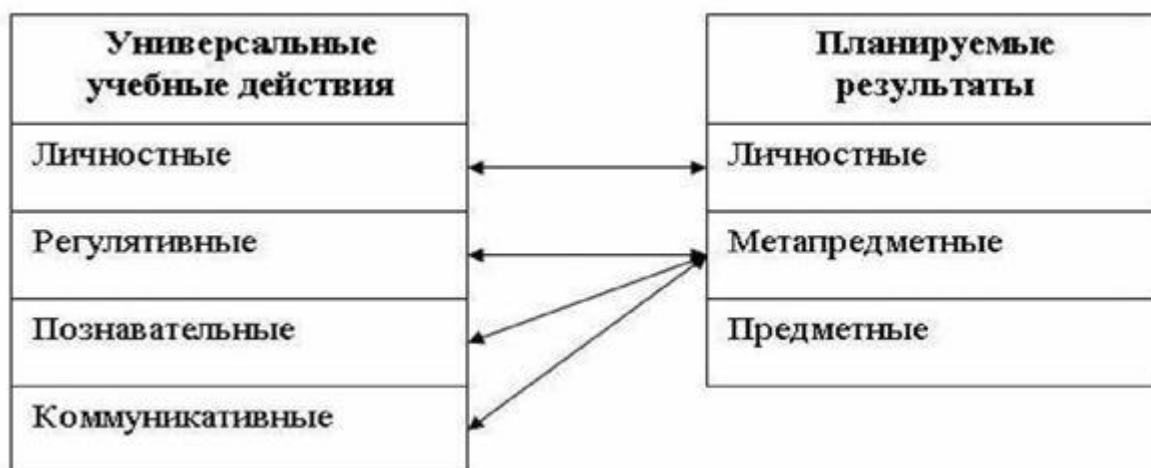 Универсальные
учебные действия
Личностные
Регулятивные
Познавательные
Коммуникативные
Планируемые
результаты
Личностные
Метапредметные
Предметные